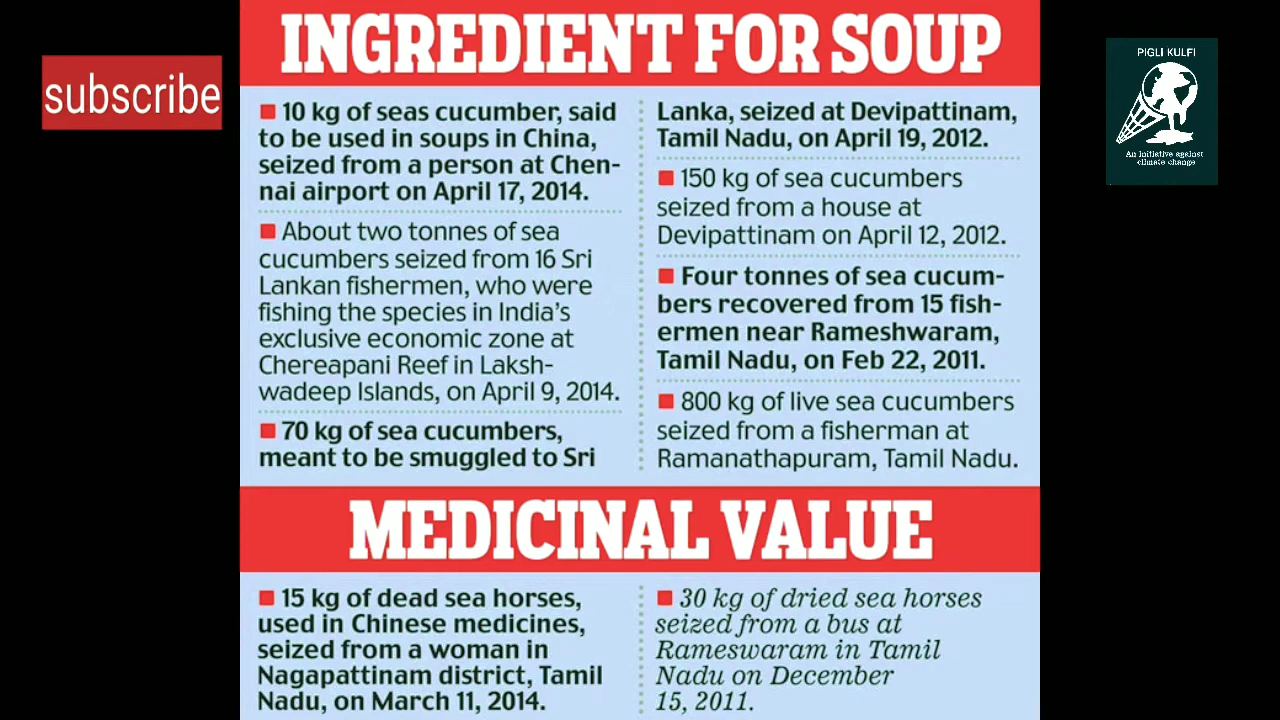 INGREDIENT FOR SOUP
subscribe
PIGLI KULFI
An Initiative against
climate change
10 kg of seas cucumber, said
to be used in soups in China,
seized from a person at Chen-
nai airport on April 17, 2014.
About two tonnes of sea
cucumbers seized from 16 Sri
Lankan fishermen, who were
fishing the species in India's
exclusive economic zone at
Chereapani Reef in Laksh-
wadeep Islands, on April 9, 2014.
70 kg of sea cucumbers,
meant to be smuggled to Sri
Lanka, seized at Devipattinam,
Tamil Nadu, on April 19, 2012.
150 kg of sea cucumbers
seized from a house at
Devipattinam on April 12, 2012.
Four tonnes of sea cucum-
bers recovered from 15 fish-
ermen near Rameshwaram,
Tamil Nadu, on Feb 22, 2011.
800 kg of live sea cucumbers
seized from a fisherman at
Ramanathapuram, Tamil Nadu.
MEDICINAL VALUE
15 kg of dead sea horses,
used in Chinese medicines,
seized from a woman in
Nagapattinam district, Tamil
Nadu, on March 11, 2014.
30 kg of dried sea horses
seized from a bus at
Rameswaram in Tamil
Nadu on December
15, 2011.